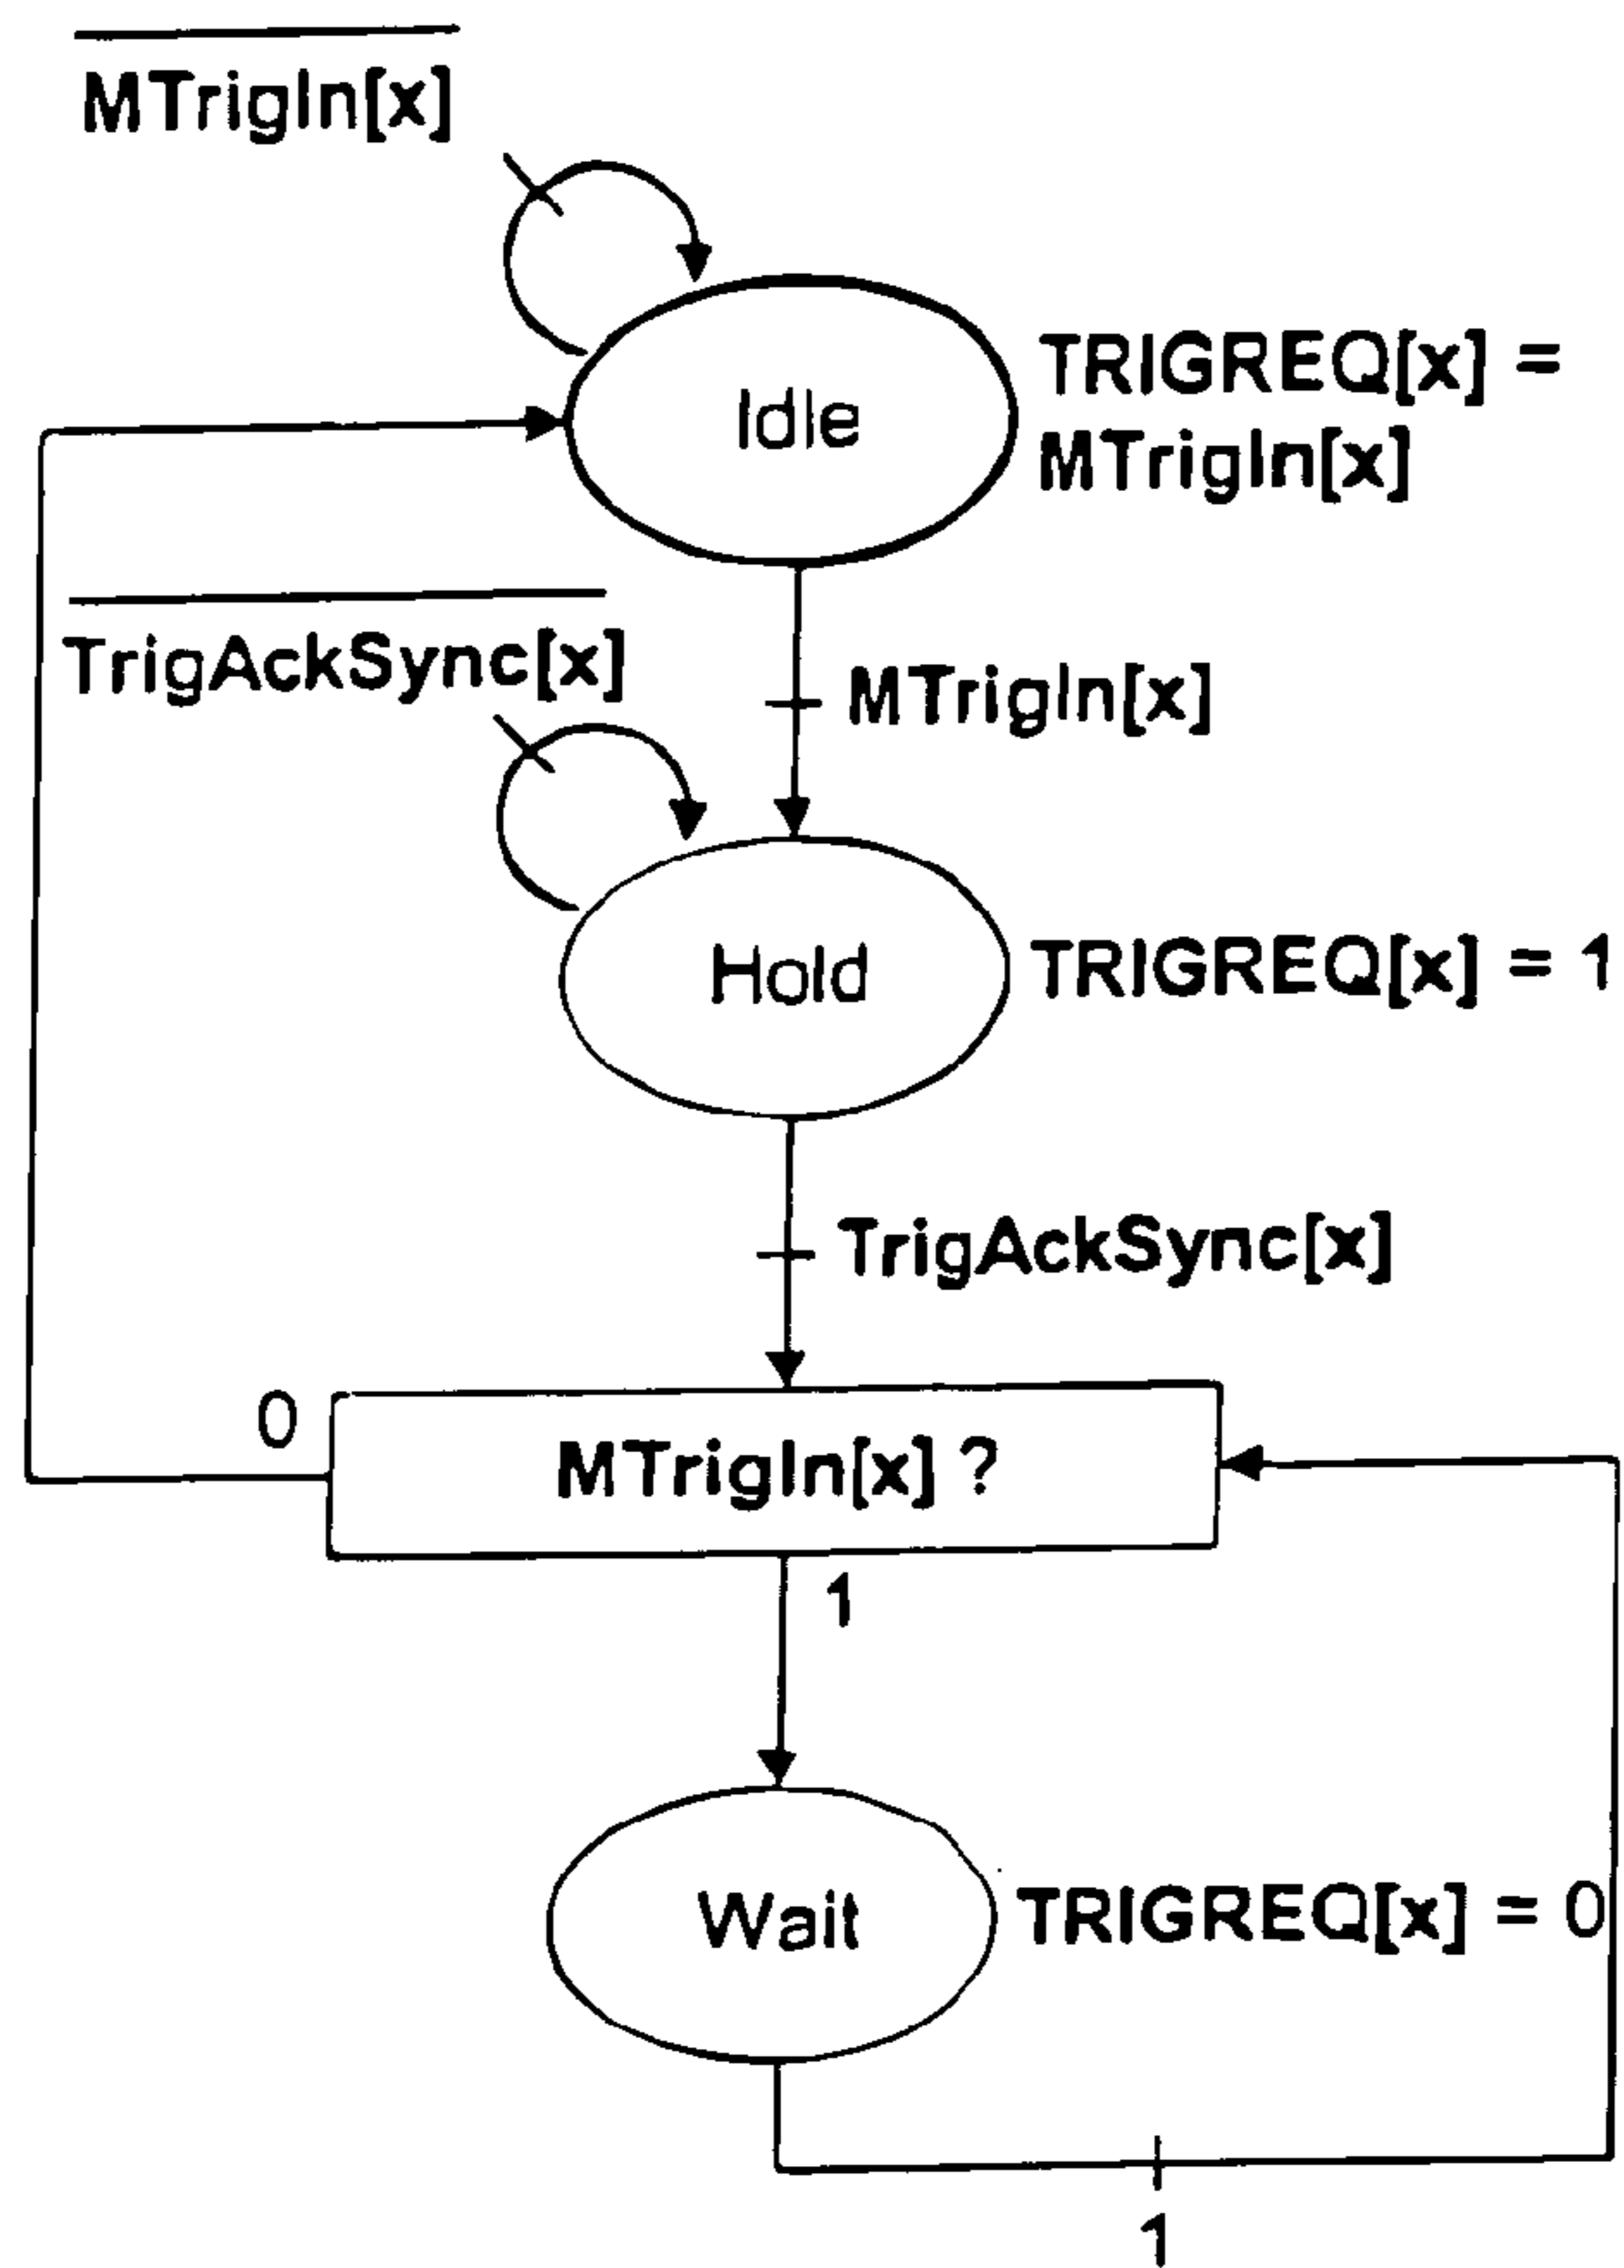 MTrigIn[x]
Idle
TRIGREQ[x] =
MTrigIn[x]
TrigAckSync[x]
MTrigIn[x]
Hold
TRIGREQ[x] = 1
TrigAckSync[x]
0
MTrigIn[x] ?
1
Wait
TRIGREQ[x] = 0
1